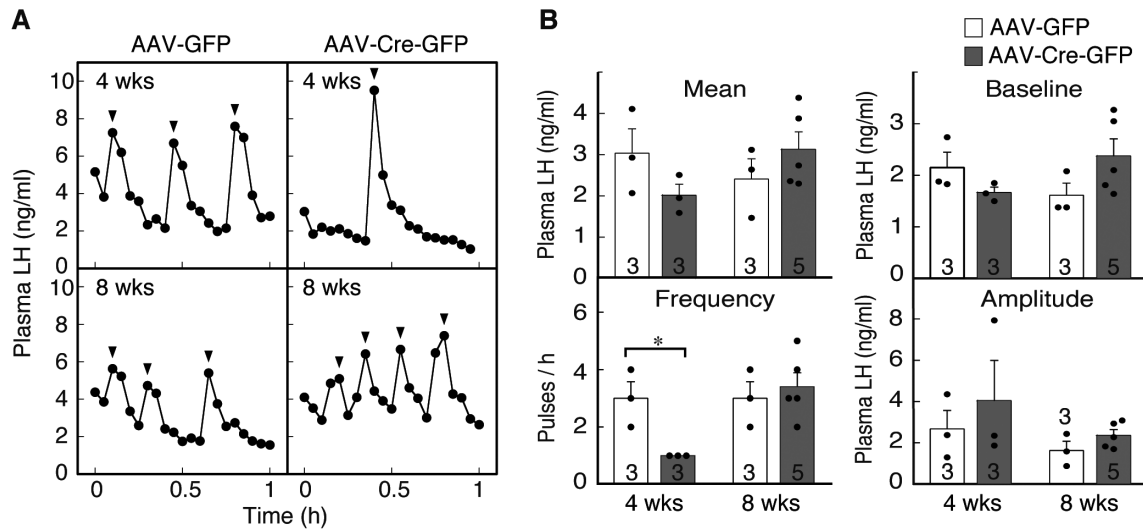 A
AAV-GFP
AAV-Cre-GFP
4 wks
4 wks
10
8
6
4
2
0
8 wks
8 wks
10
8
6
4
2
0
Plasma LH (ng/ml)
0
0.5
1
0
0.5
1
Time (h)
B
AAV-GFP
AAV-Cre-GFP
Mean
Plasma LH (ng/ml)
4
3
2
1
0
3
3
3
5
Baseline
Plasma LH (ng/ml)
3
2
1
0
3
3
3
5
Frequency
Pulses / h
6
4
2
0
*
3
3
3
5
4 wks
8 wks
Amplitude
Plasma LH (ng/ml)
8
6
4
2
0
3
3
3
5
4 wks
8 wks